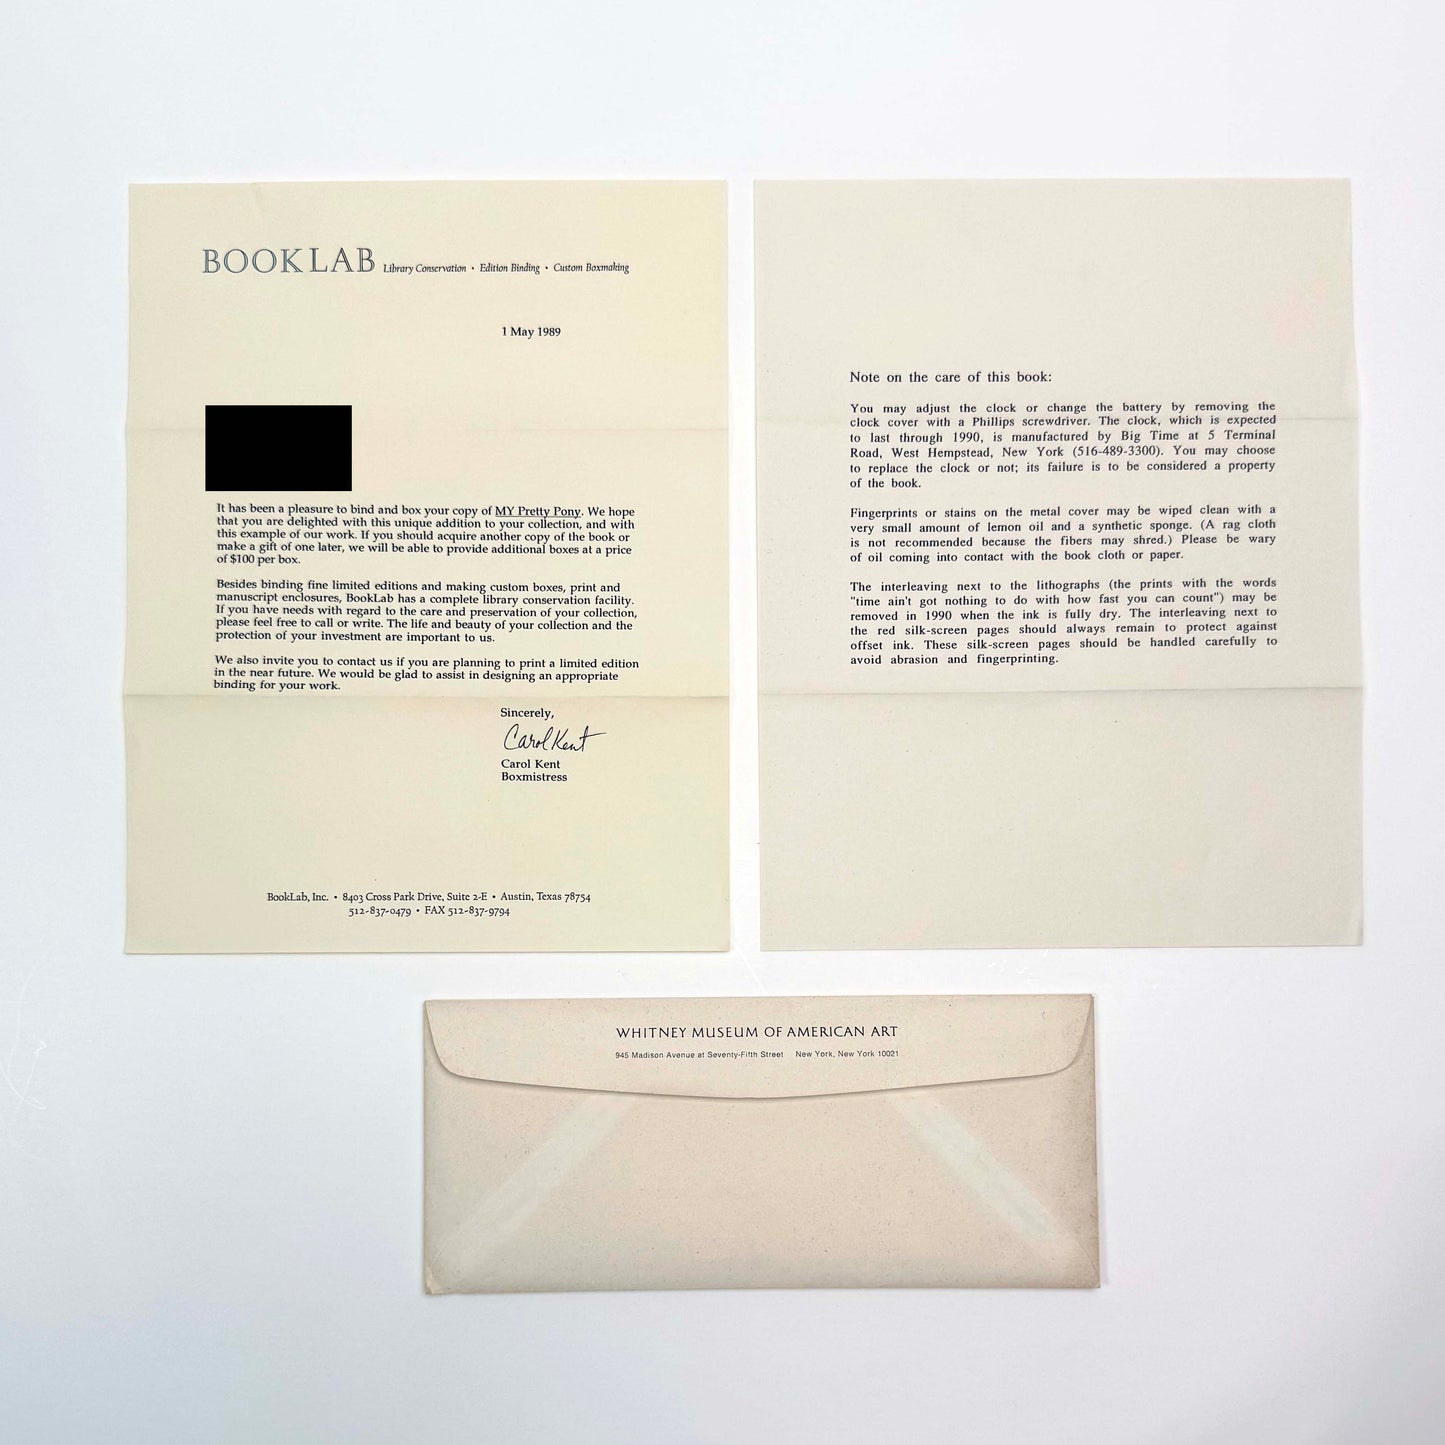 BOOKLAB Library Conservation • Edition Binding • Custom Boxmaking
1 May 1989
It has been a pleasure to bind and box your copy of MY Pretty Pony. We hope
that you are delighted with this unique addition to your collection, and with
this example of our work. If you should acquire another copy of the book or
make a gift of one later, we will be able to provide additional boxes at a price
of $100 per box.
Besides binding fine limited editions and making custom boxes, print and
manuscript enclosures, BookLab has a complete library conservation facility.
If you have needs with regard to the care and preservation of your collection,
please feel free to call or write. The life and beauty of your collection and the
protection of your investment are important to us.
We also invite you to contact us if you are planning to print a limited edition
in the near future. We would be glad to assist in designing an appropriate
binding for your work.
Sincerely,
Carol Kent
Carol Kent
Boxmistress
BookLab, Inc. • 8403 Cross Park Drive, Suite 2-E • Austin, Texas 78754
512-837-0479 • FAX 512-837-9794
Note on the care of this book:
You may adjust the clock or change the battery by removing the
clock cover with a Phillips screwdriver. The clock, which is expected
to last through 1990, is manufactured by Big Time at 5 Terminal
Road, West Hempstead, New York (516-489-3300). You may choose
to replace the clock or not; its failure is to be considered a property
of the book.
Fingerprints or stains on the metal cover may be wiped clean with a
very small amount of lemon oil and a synthetic sponge. (A rag cloth
is not recommended because the fibers may shred.) Please be wary
of oil coming into contact with the book cloth or paper.
The interleaving next to the lithographs (the prints with the words
"time ain't got nothing to do with how fast you can count") may be
removed in 1990 when the ink is fully dry. The interleaving next to
the red silk-screen pages should always remain to protect against
offset ink. These silk-screen pages should be handled carefully to
avoid abrasion and fingerprinting.
WHITNEY MUSEUM OF AMERICAN ART
945 Madison Avenue at Seventy-Fifth Street New York, New York 10021